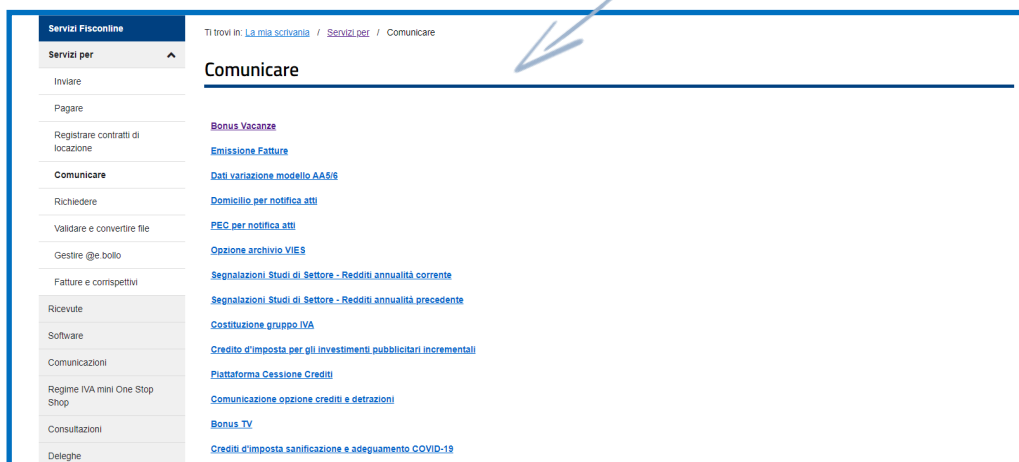 Servizi Fisconline
Servizi per
Inviare
Pagare
Registrare contratti di
locazione
Comunicare
Richiedere
Validare e convertire file
Gestire @e.bollo
Fatture e corrispettivi
Ricevute
Software
Comunicazioni
Regime IVA mini One Stop
Shop
Consultazioni
Deleghe
Ti trovi in: La mia scrivania / Servizi per / Comunicare
Comunicare
Bonus Vacanze
Emissione Fatture
Dati variazione modello AA5/6
Domicilio per notifica atti
PEC per notifica atti
Opzione archivio VIES
Segnalazioni Studi di Settore - Redditi annualità corrente
Segnalazioni Studi di Settore - Redditi annualità precedente
Costituzione gruppo IVA
Credito d'imposta per gli investimenti pubblicitari incrementali
Piattaforma Cessione Crediti
Comunicazione opzione crediti e detrazioni
Bonus TV
Crediti d'imposta sanificazione e adeguamento COVID-19